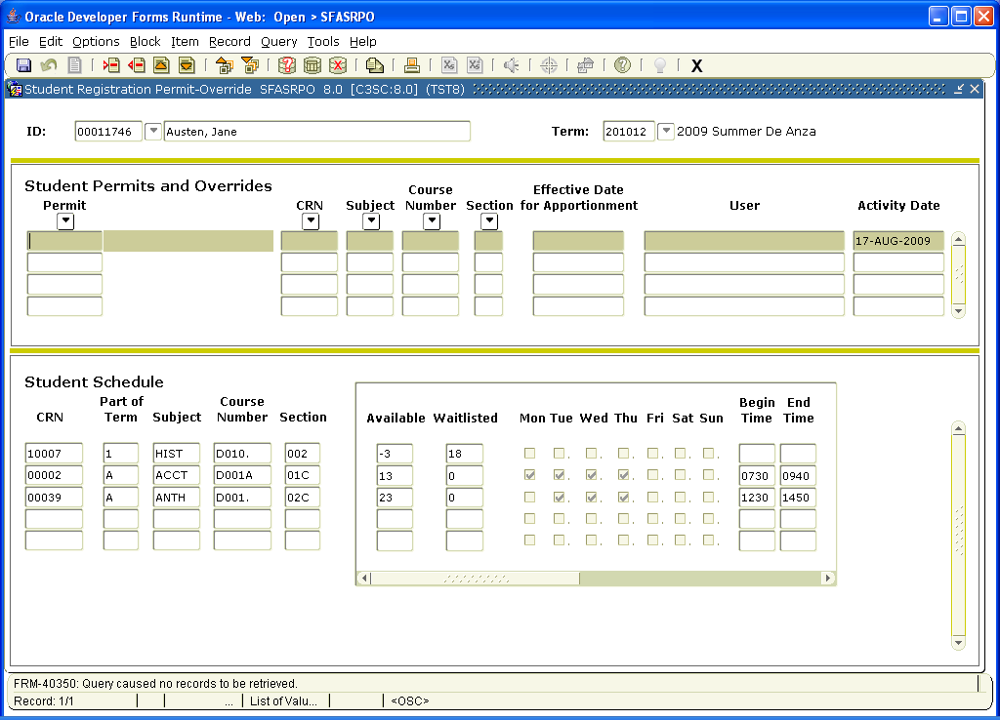 Oracle Developer Forms Runtime - Web: Open > SFASRPO
File Edit Options Block Item Record Query Tools Help
X
Student Registration Permit-Override SFASRPO 8.0 [C3SC:8.0] (TST8)
ID: 00011746 Austen, Jane Term: 201012 2009 Summer De Anza
Student Permits and Overrides
Course Effective Date
Permit CRN Subject Number Section for Apportionment User Activity Date
17-AUG-2009
Student Schedule
Part of Course Begin End
CRN Term Subject Number Section Available Waitlisted Mon Tue Wed Thu Fri Sat Sun Time Time
10007 1 HIST D010. 002 -3 18
00002 A ACCT D001A 01C 13 0 0730 0940
00039 A ANTH D001. 02C 23 0 1230 1450
FRM-40350: Query caused no records to be retrieved.
Record: 1/1 ... List of Valu... <OSC>